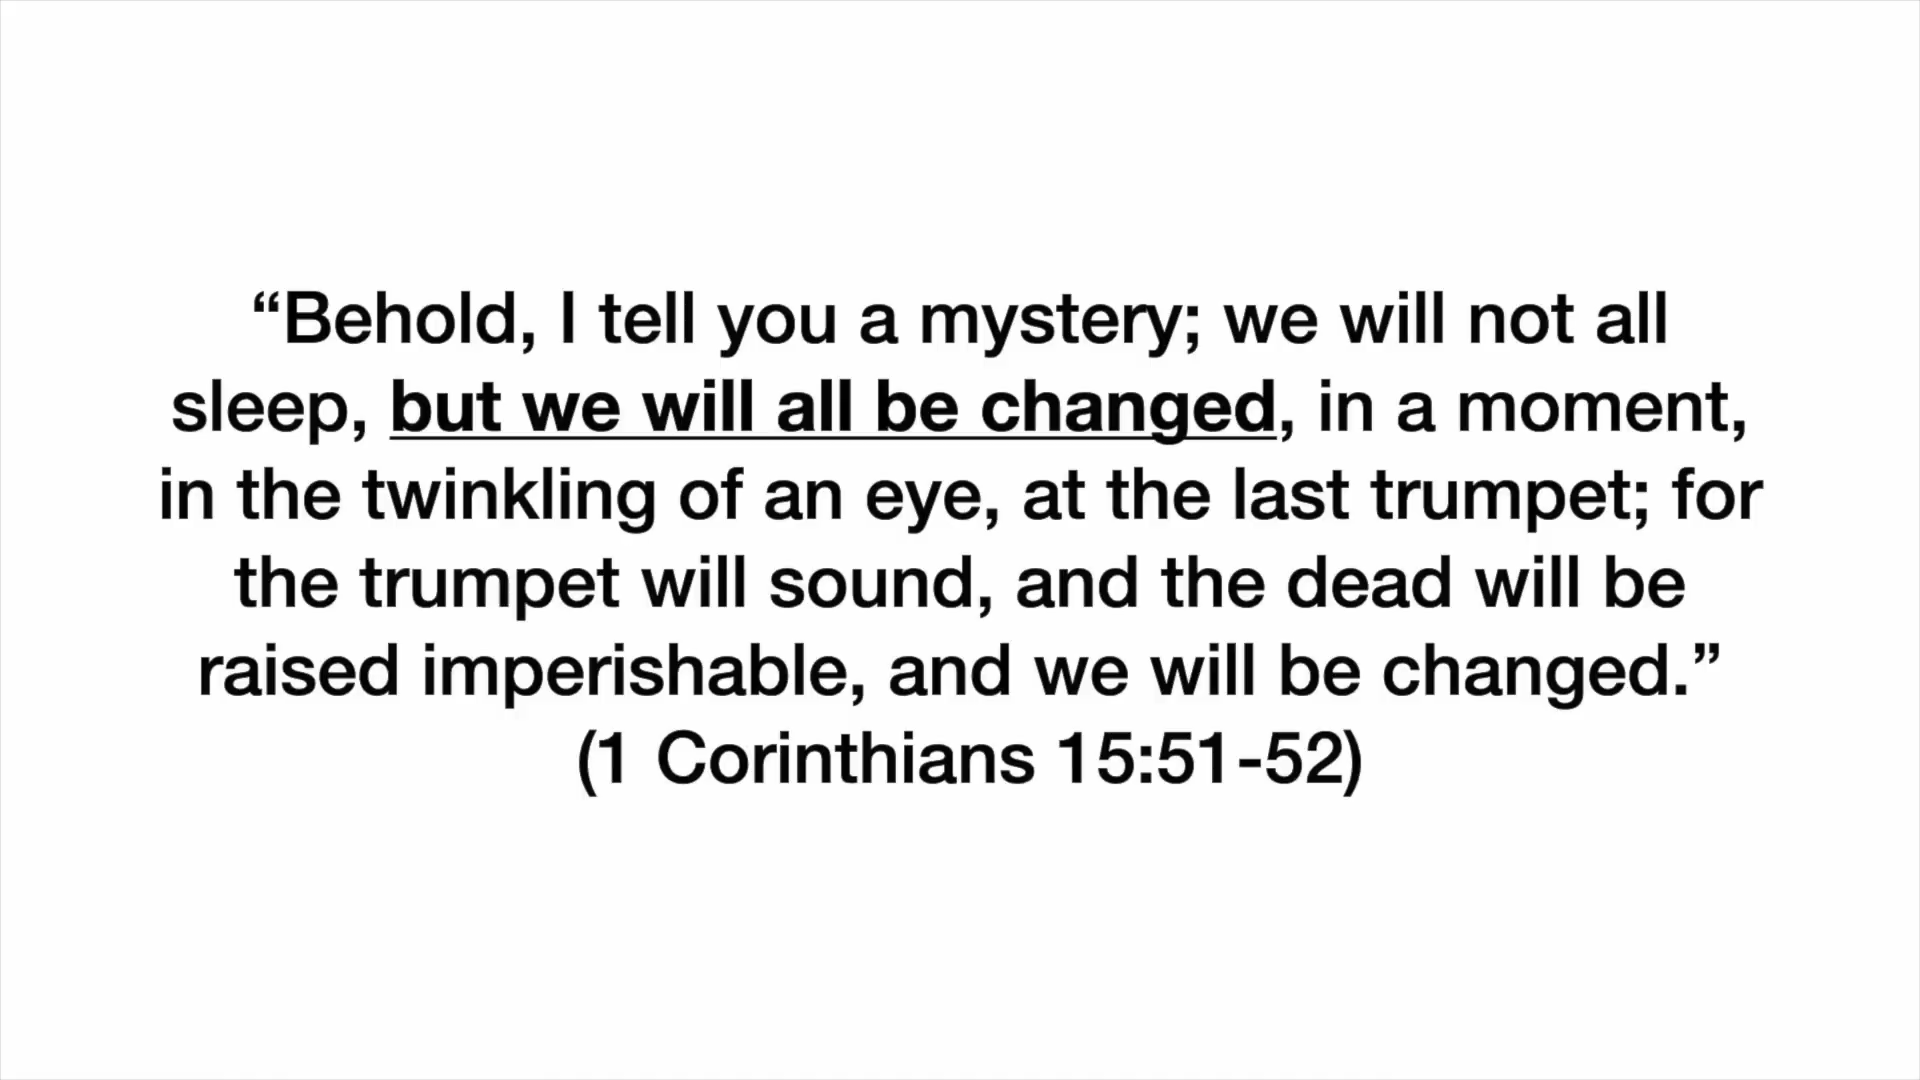 “Behold, I tell you a mystery; we will not all
sleep, but we will all be changed, in a moment,
in the twinkling of an eye, at the last trumpet; for
the trumpet will sound, and the dead will be
raised imperishable, and we will be changed.”
(1 Corinthians 15:51-52)